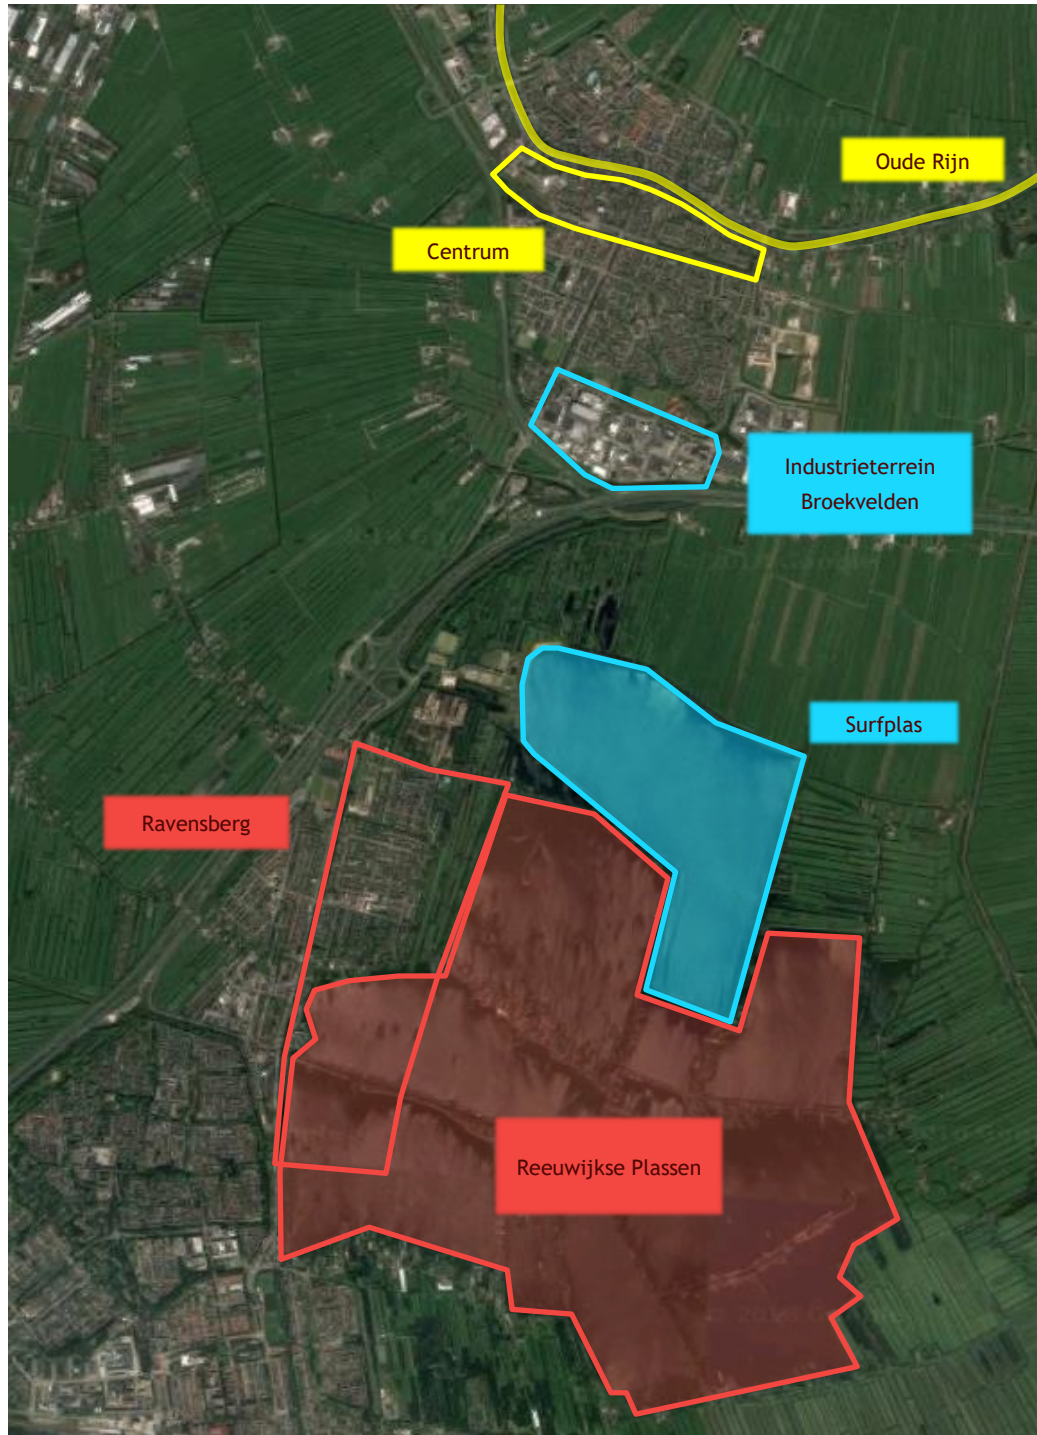 Oude Rijn
Centrum
Industrieterrein
Broekvelden
Surfplas
Ravensberg
Reeuwijkse Plassen